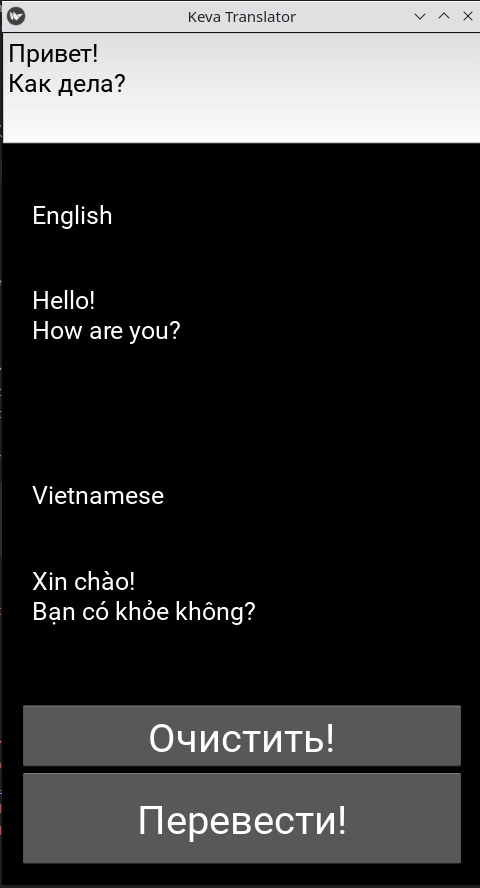 Keva Translator
Привет!
Как дела?
English
Hello!
How are you?
Vietnamese
Xin chào!
Bạn có khỏe không?
Очистить!
Перевести!